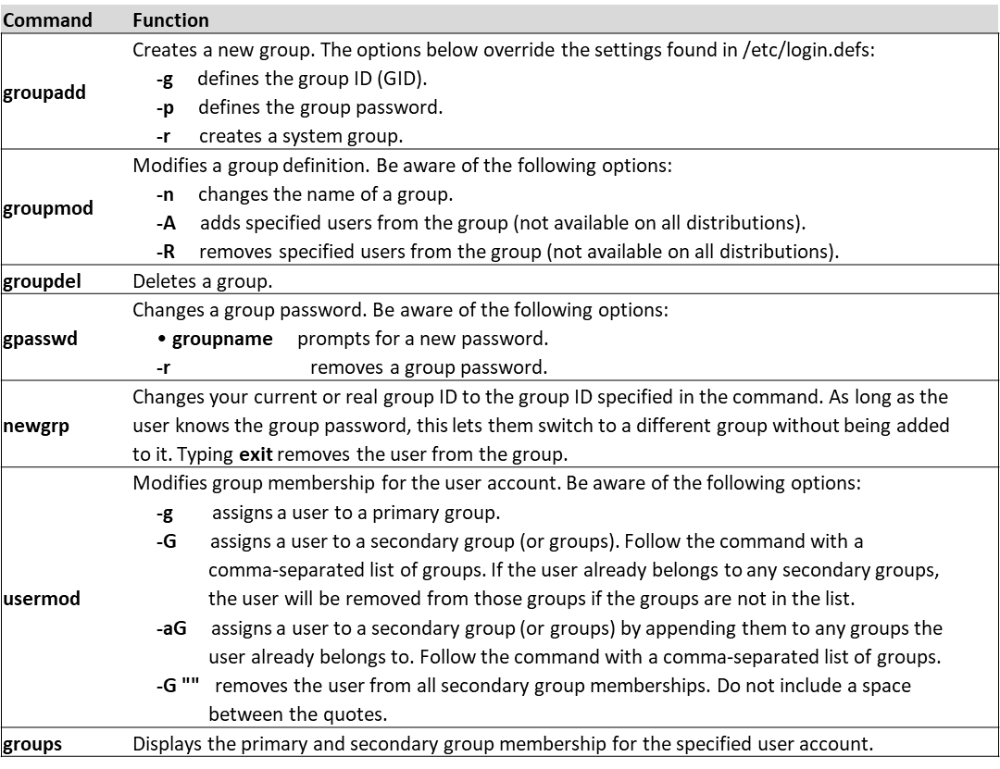 Command Function
Creates a new group. The options below override the settings found in /etc/login.defs:
groupadd
-g defines the group ID (GID).
-p defines the group password.
-r creates a system group.
Modifies a group definition. Be aware of the following options:
groupmod
-n changes the name of a group.
-A adds specified users from the group (not available on all distributions).
-R removes specified users from the group (not available on all distributions).
groupdel Deletes a group.
Changes a group password. Be aware of the following options:
gpasswd
• groupname prompts for a new password.
-r removes a group password.
Changes your current or real group ID to the group ID specified in the command. As long as the
newgrp
user knows the group password, this lets them switch to a different group without being added
to it. Typing exit removes the user from the group.
Modifies group membership for the user account. Be aware of the following options:
usermod
-g assigns a user to a primary group.
-G assigns a user to a secondary group (or groups). Follow the command with a
comma-separated list of groups. If the user already belongs to any secondary groups,
the user will be removed from those groups if the groups are not in the list.
-aG assigns a user to a secondary group (or groups) by appending them to any groups the
user already belongs to. Follow the command with a comma-separated list of groups.
-G "" removes the user from all secondary group memberships. Do not include a space
between the quotes.
groups Displays the primary and secondary group membership for the specified user account.